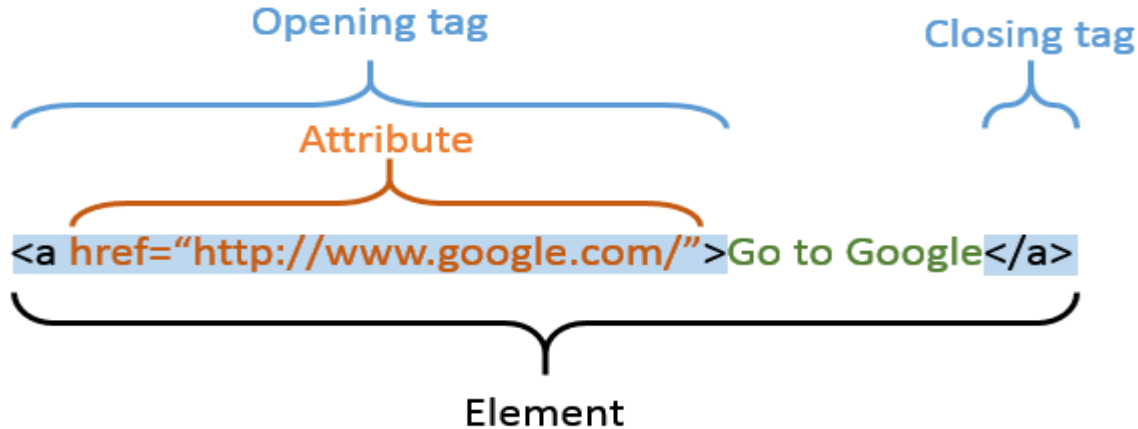 Opening tag
Closing tag
Attribute
<a href=“http://www.google.com/”>Go to Google</a>
Element